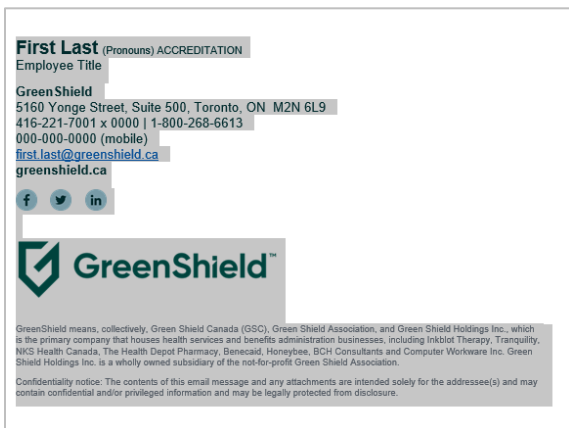 First Last (Pronouns) ACCREDITATION
Employee Title
GreenShield
5160 Yonge Street, Suite 500, Toronto, ON  M2N 6L9
416-221-7001 x 0000 | 1-800-268-6613
000-000-0000 (mobile)
first.last@greenshield.ca
greenshield.ca
f in
GreenShield™
GreenShield means, collectively, Green Shield Canada (GSC), Green Shield Association, and Green Shield Holdings Inc., which
is the primary company that houses health services and benefits administration businesses, including Inkblot Therapy, Tranquility,
NKS Health Canada, The Health Depot Pharmacy, Benecaid, Honeybee, BCH Consultants and Computer Workware Inc. Green
Shield Holdings Inc. is a wholly owned subsidiary of the not-for-profit Green Shield Association.
Confidentiality notice: The contents of this email message and any attachments are intended solely for the addressee(s) and may
contain confidential and/or privileged information and may be legally protected from disclosure.